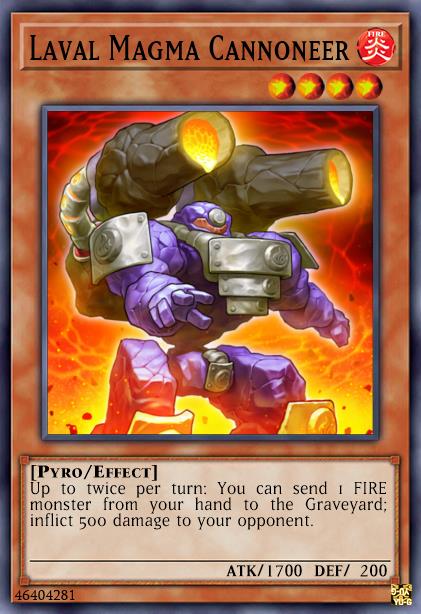 LAVAL MAGMA CANNONEER
FIRE
炎
[PYRO/EFFECT]
Up to twice per turn: You can send 1 FIRE
monster from your hand to the Graveyard;
inflict 500 damage to your opponent.
ATK/1700 DEF/ 200
46404281